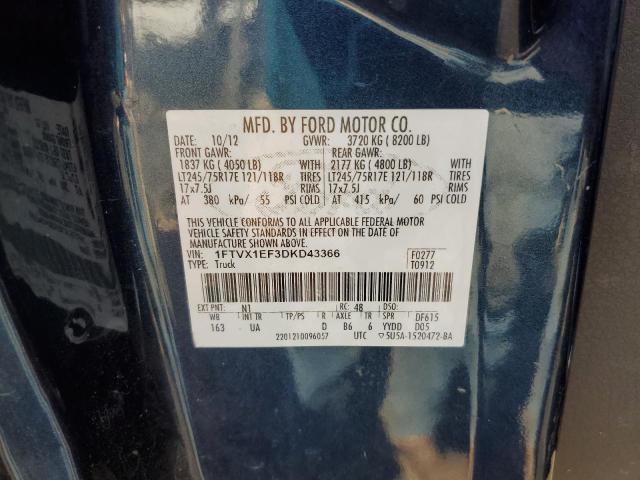 MFD. BY FORD MOTOR CO.
DATE: 10/12 GVWR: 3720 KG ( 8200 LB)
FRONT GAWR: REAR GAWR:
1837 KG ( 4050 LB) 2177 KG ( 4800 LB)
LT245/75R17E 121/118R TIRES LT245/75R17E 121/118R TIRES
17x7.5J RIMS 17x7.5J RIMS
AT 380 kPa/ 55 PSI COLD AT 415 kPa/ 60 PSI COLD
THIS VEHICLE CONFORMS TO ALL APPLICABLE FEDERAL MOTOR
VEHICLE SAFETY STANDARDS IN EFFECT ON THE DATE OF
MANUFACTURE SHOWN ABOVE.
VIN: 1FTVX1EF3DKD43366 F0277
TYPE: Truck T0912
EXT PNT: N1 RC: 48 DSO:
WB INT TR TP/PS R AXLE TR SPR DF615
163 UA D B6 6 YYDD D05
2201210096057 UTC 5U5A-1520472-BA